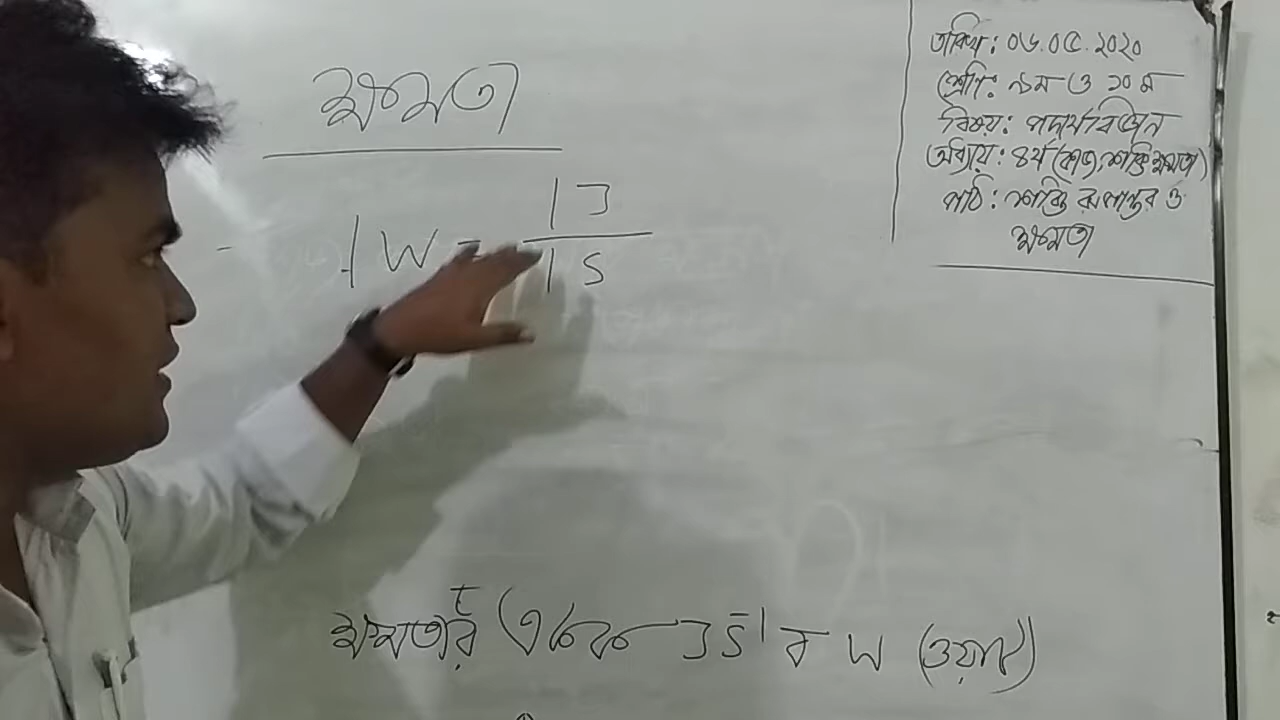 ক্ষমতা
1 W = 1 J / 1 S
ক্ষমতার একক J S⁻¹ বা W (ওয়াট)
t
তারিখ: ০৬.০৫.২০২০
শ্রেণি: ৯ম ও ১০ম
বিষয়: পদার্থবিজ্ঞান
অধ্যায়: ৪র্থ (কাজ, শক্তি ক্ষমতা)
পাঠ: শক্তির রূপান্তর ও
ক্ষমতা